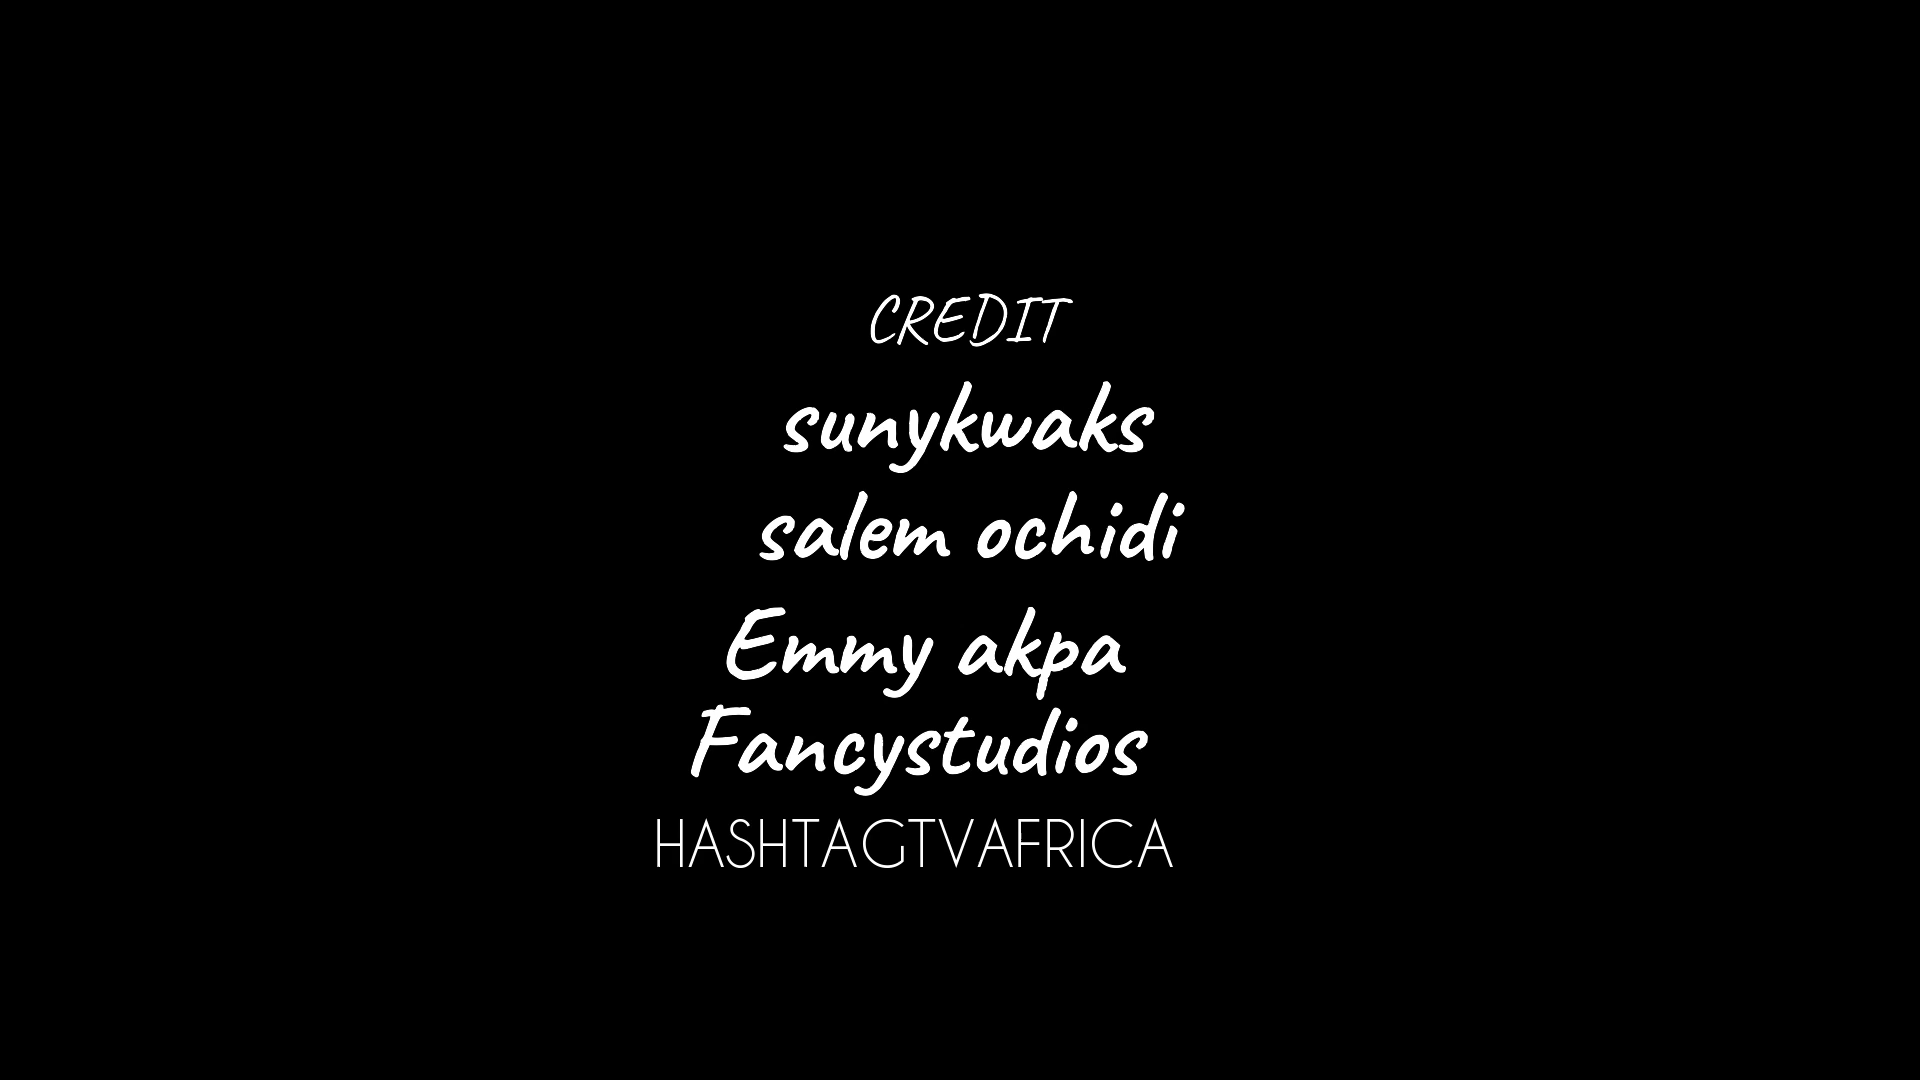 CREDIT
sunykwaks
salem ochidi
Emmy akpa
Fancystudios
HASHTAGTVAFRICA